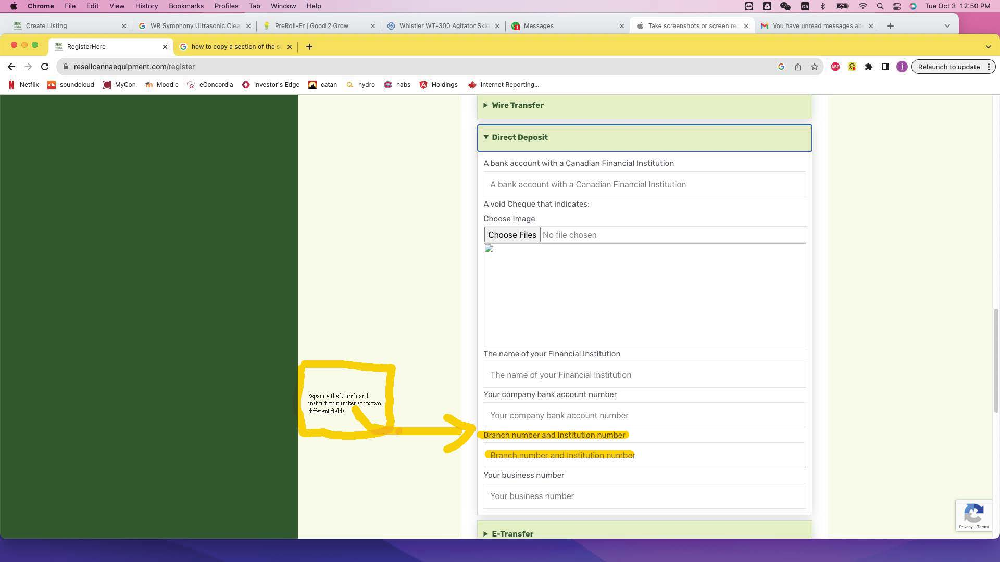 Chrome File Edit View History Bookmarks Profiles Tab Window Help CA Tue Oct 3 12:50 PM
Create Listing WR Symphony Ultrasonic Clea PreRoll-Er | Good 2 Grow Whistler WT-300 Agitator Skid 1 Messages Take screenshots or screen rec You have unread messages ab
RegisterHere how to copy a section of the s
resellcannaequipment.com/register ABP j Relaunch to update
Netflix soundcloud MyCon Moodle eConcordia Investor's Edge catan hydro habs Holdings Internet Reporting...
Wire Transfer
Direct Deposit
A bank account with a Canadian Financial Institution
A bank account with a Canadian Financial Institution
A void Cheque that indicates:
Choose Image
Choose Files No file chosen
The name of your Financial Institution
The name of your Financial Institution
Your company bank account number
Your company bank account number
Separate the branch and
institution number so its two
different fields.
Branch number and Institution number
Branch number and Institution number
Your business number
Your business number
E-Transfer
Privacy - Terms